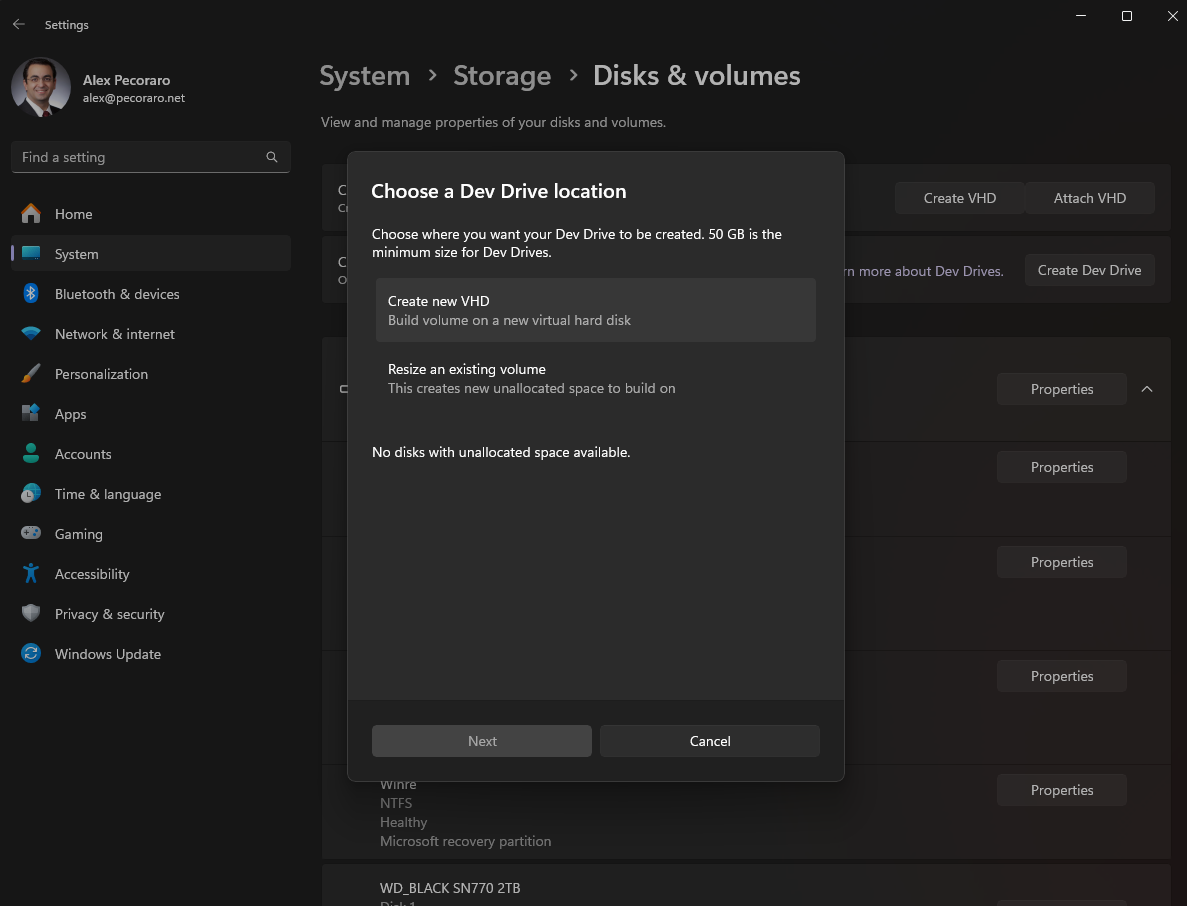 Settings
Alex Pecoraro
alex@pecoraro.net
Find a setting
Home
System
Bluetooth & devices
Network & internet
Personalization
Apps
Accounts
Time & language
Gaming
Accessibility
Privacy & security
Windows Update
System > Storage > Disks & volumes
View and manage properties of your disks and volumes.
Create VHD
Attach VHD
more about Dev Drives.
Create Dev Drive
Choose a Dev Drive location
Choose where you want your Dev Drive to be created. 50 GB is the
minimum size for Dev Drives.
Create new VHD
Build volume on a new virtual hard disk
Resize an existing volume
This creates new unallocated space to build on
No disks with unallocated space available.
Next
Cancel
Properties
Properties
Properties
Properties
Winre
NTFS
Healthy
Microsoft recovery partition
Properties
WD_BLACK SN770 2TB
Disk 1